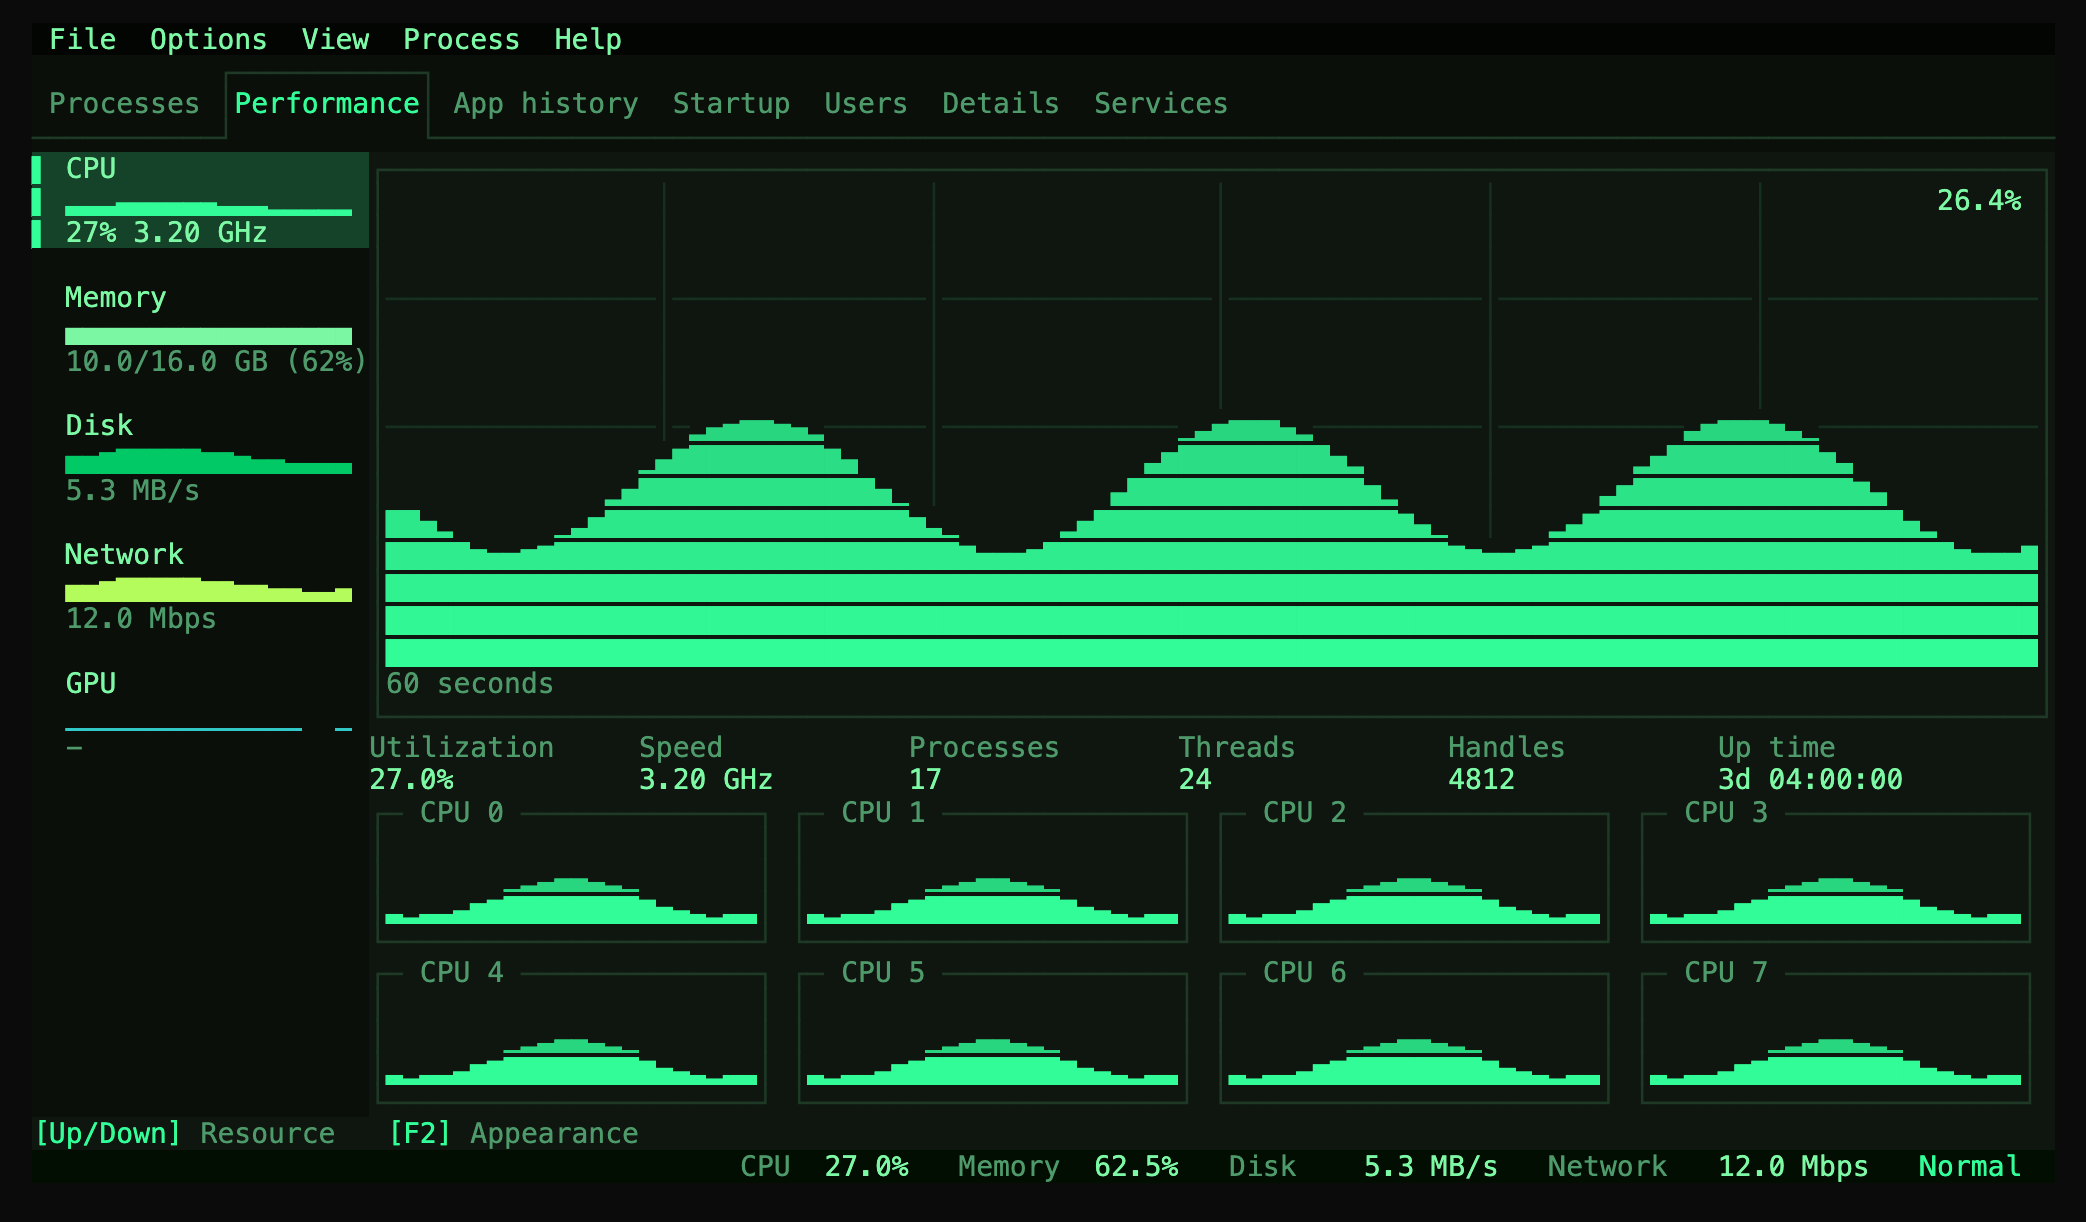 File Options View Process Help
Processes Performance App history Startup Users Details Services
CPU
27% 3.20 GHz
Memory
10.0/16.0 GB (62%)
Disk
5.3 MB/s
Network
12.0 Mbps
GPU
—
26.4%
60 seconds
Utilization Speed Processes Threads Handles Up time
27.0% 3.20 GHz 17 24 4812 3d 04:00:00
CPU 0 CPU 1 CPU 2 CPU 3
CPU 4 CPU 5 CPU 6 CPU 7
[Up/Down] Resource [F2] Appearance
CPU 27.0% Memory 62.5% Disk 5.3 MB/s Network 12.0 Mbps Normal